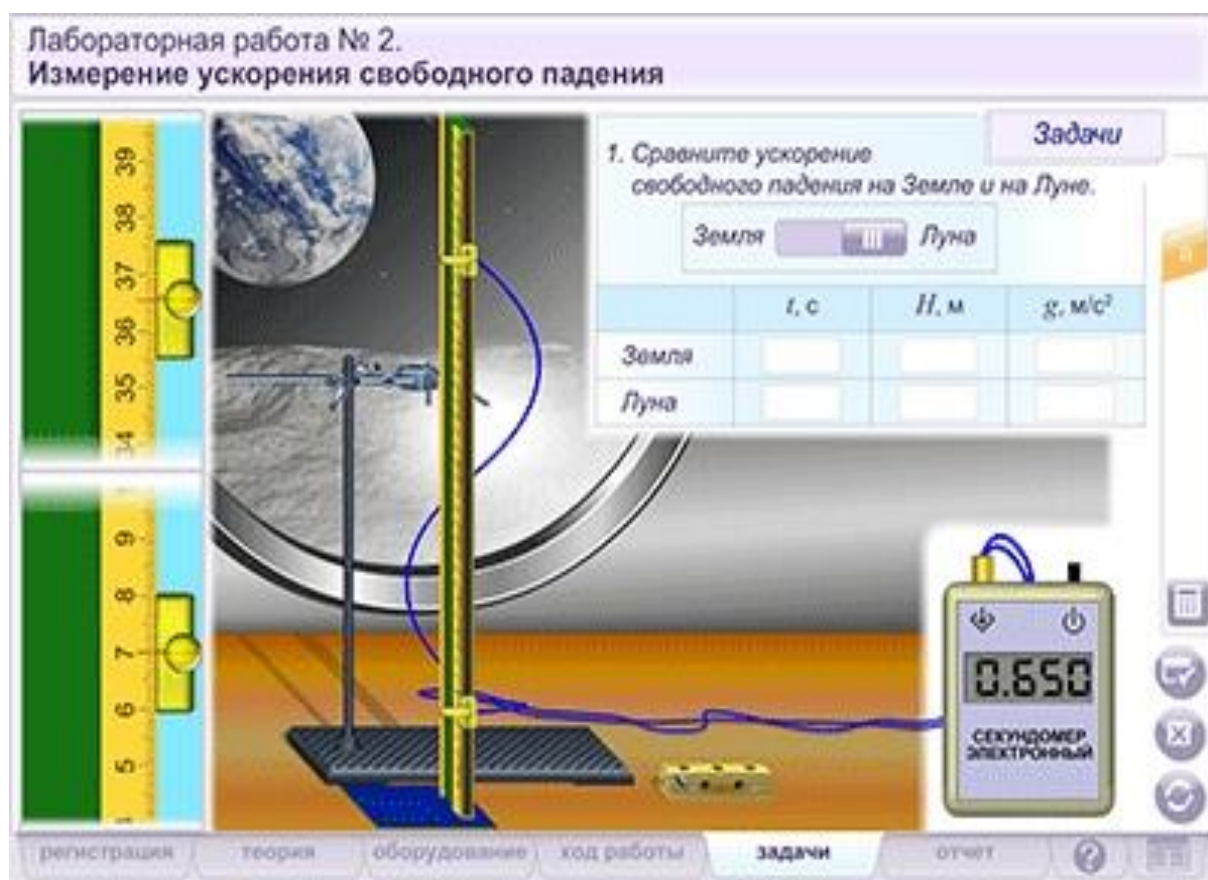 Лабораторная работа № 2.
Измерение ускорения свободного падения
39
38
37
36
35
34
9
8
7
6
5
Задачи
1. Сравните ускорение
свободного падения на Земле и на Луне.
Земля Луна
t, с H, м g, м/с²
Земля
Луна
0.650
СЕКУНДОМЕР
ЭЛЕКТРОННЫЙ
регистрация теория оборудование ход работы задачи отчет ?